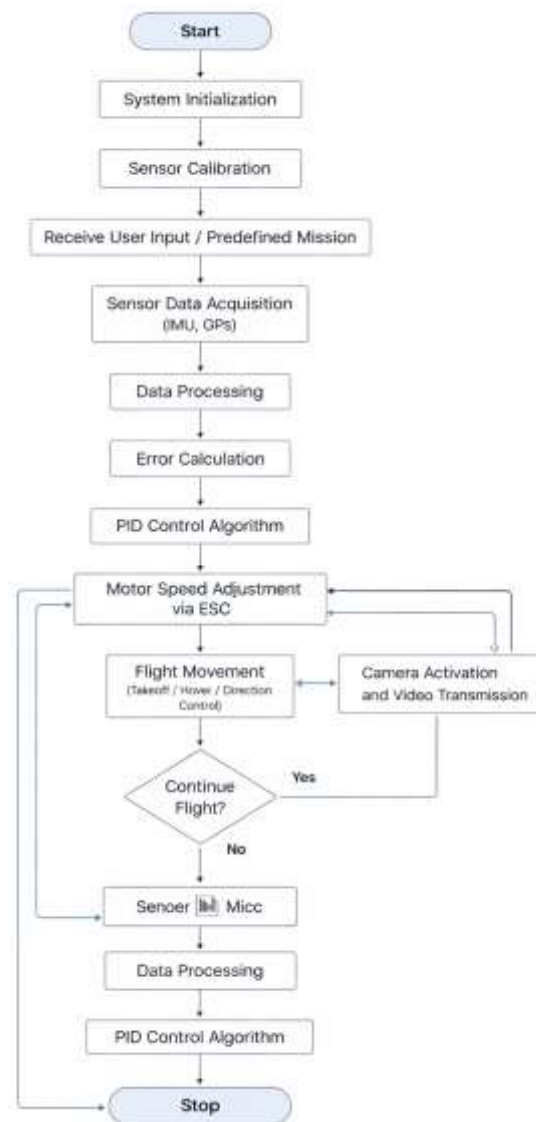 Start
System Initialization
Sensor Calibration
Receive User Input / Predefined Mission
Sensor Data Acquisition
(IMU, GPs)
Data Processing
Error Calculation
PID Control Algorithm
Motor Speed Adjustment
via ESC
Flight Movement
(Takeoff / Hover / Direction
Control)
Camera Activation
and Video Transmission
Continue
Flight?
Yes
No
Senoer Micc
Data Processing
PID Control Algorithm
Stop